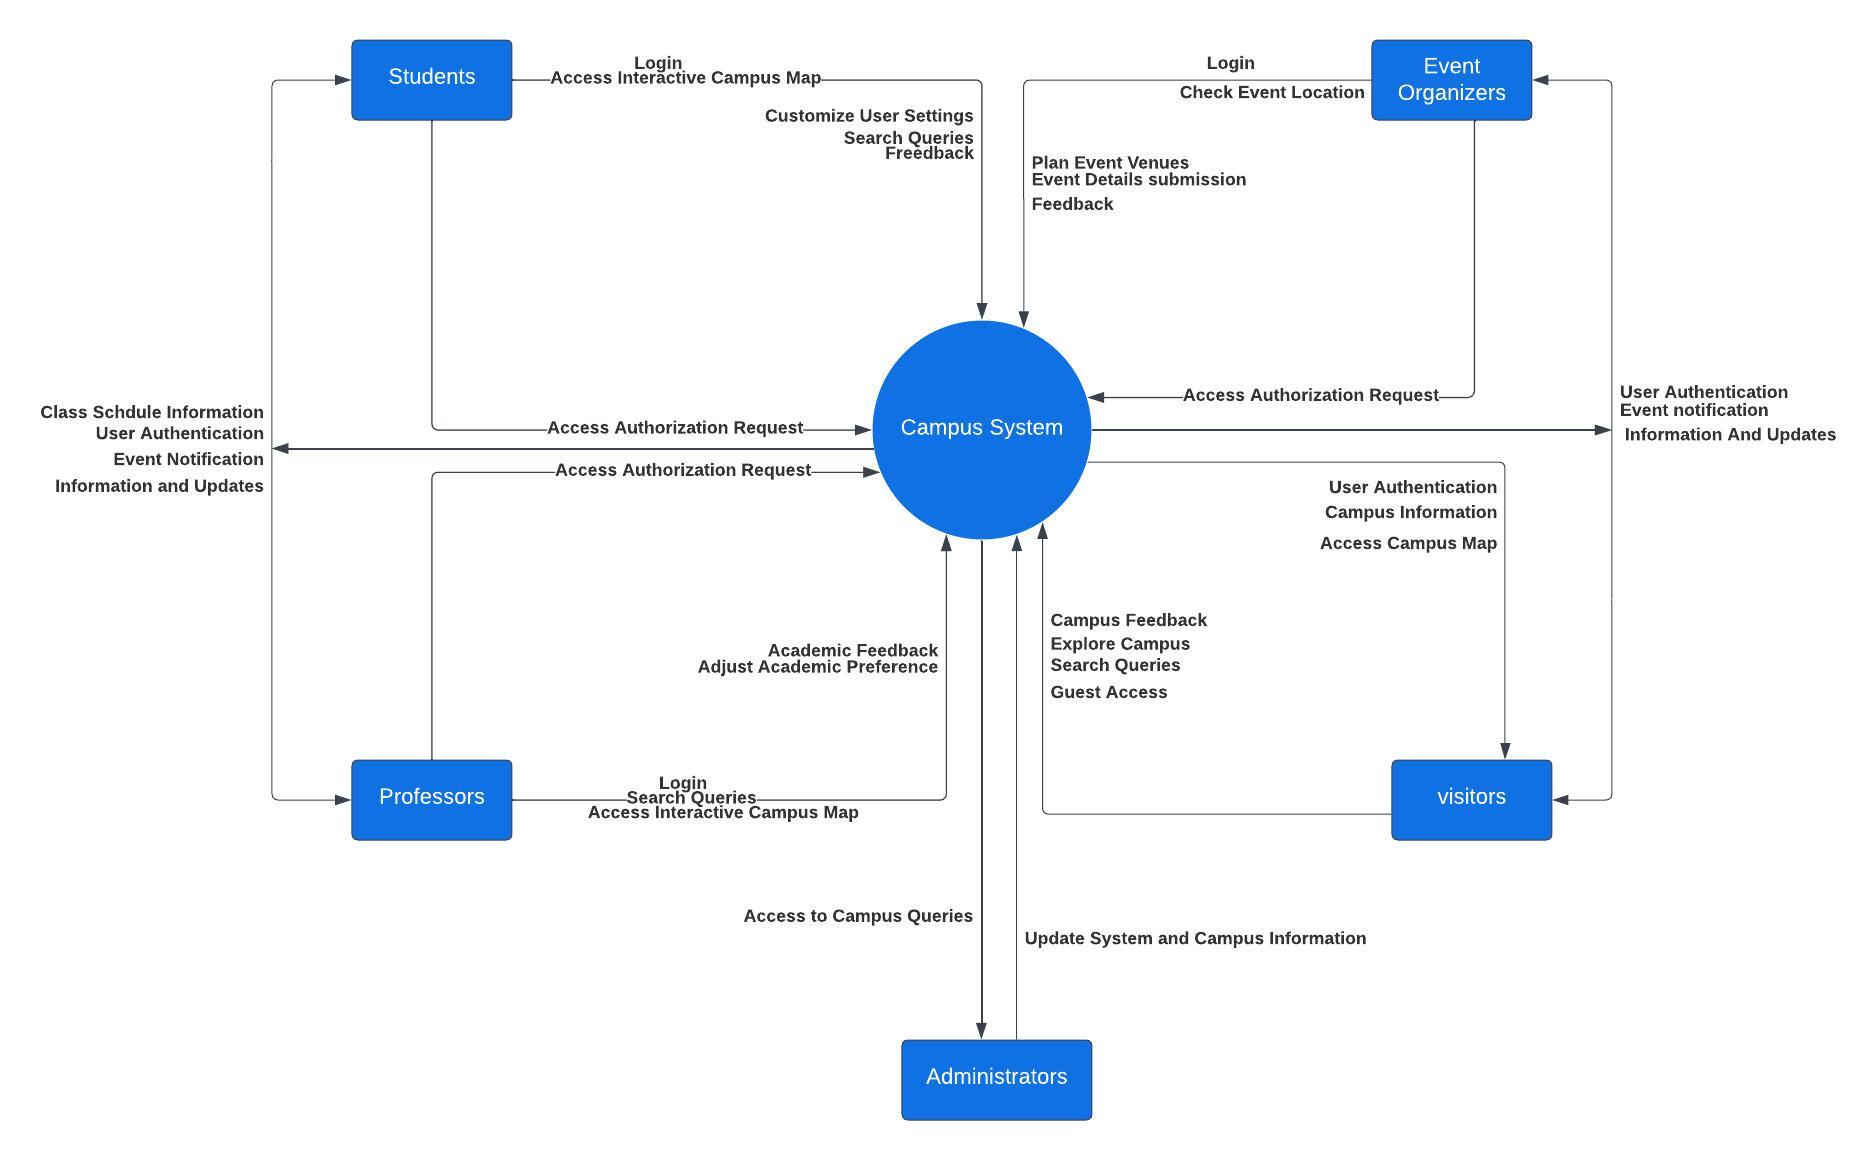 Students
Login
Access Interactive Campus Map
Customize User Settings
Search Queries
Freedback
Login
Check Event Location
Event
Organizers
Plan Event Venues
Event Details submission
Feedback
Class Schdule Information
User Authentication
Event Notification
Information and Updates
Access Authorization Request
Access Authorization Request
Campus System
Access Authorization Request
User Authentication
Event notification
Information And Updates
User Authentication
Campus Information
Access Campus Map
Academic Feedback
Adjust Academic Preference
Campus Feedback
Explore Campus
Search Queries
Guest Access
Professors
Login
Search Queries
Access Interactive Campus Map
visitors
Access to Campus Queries
Update System and Campus Information
Administrators